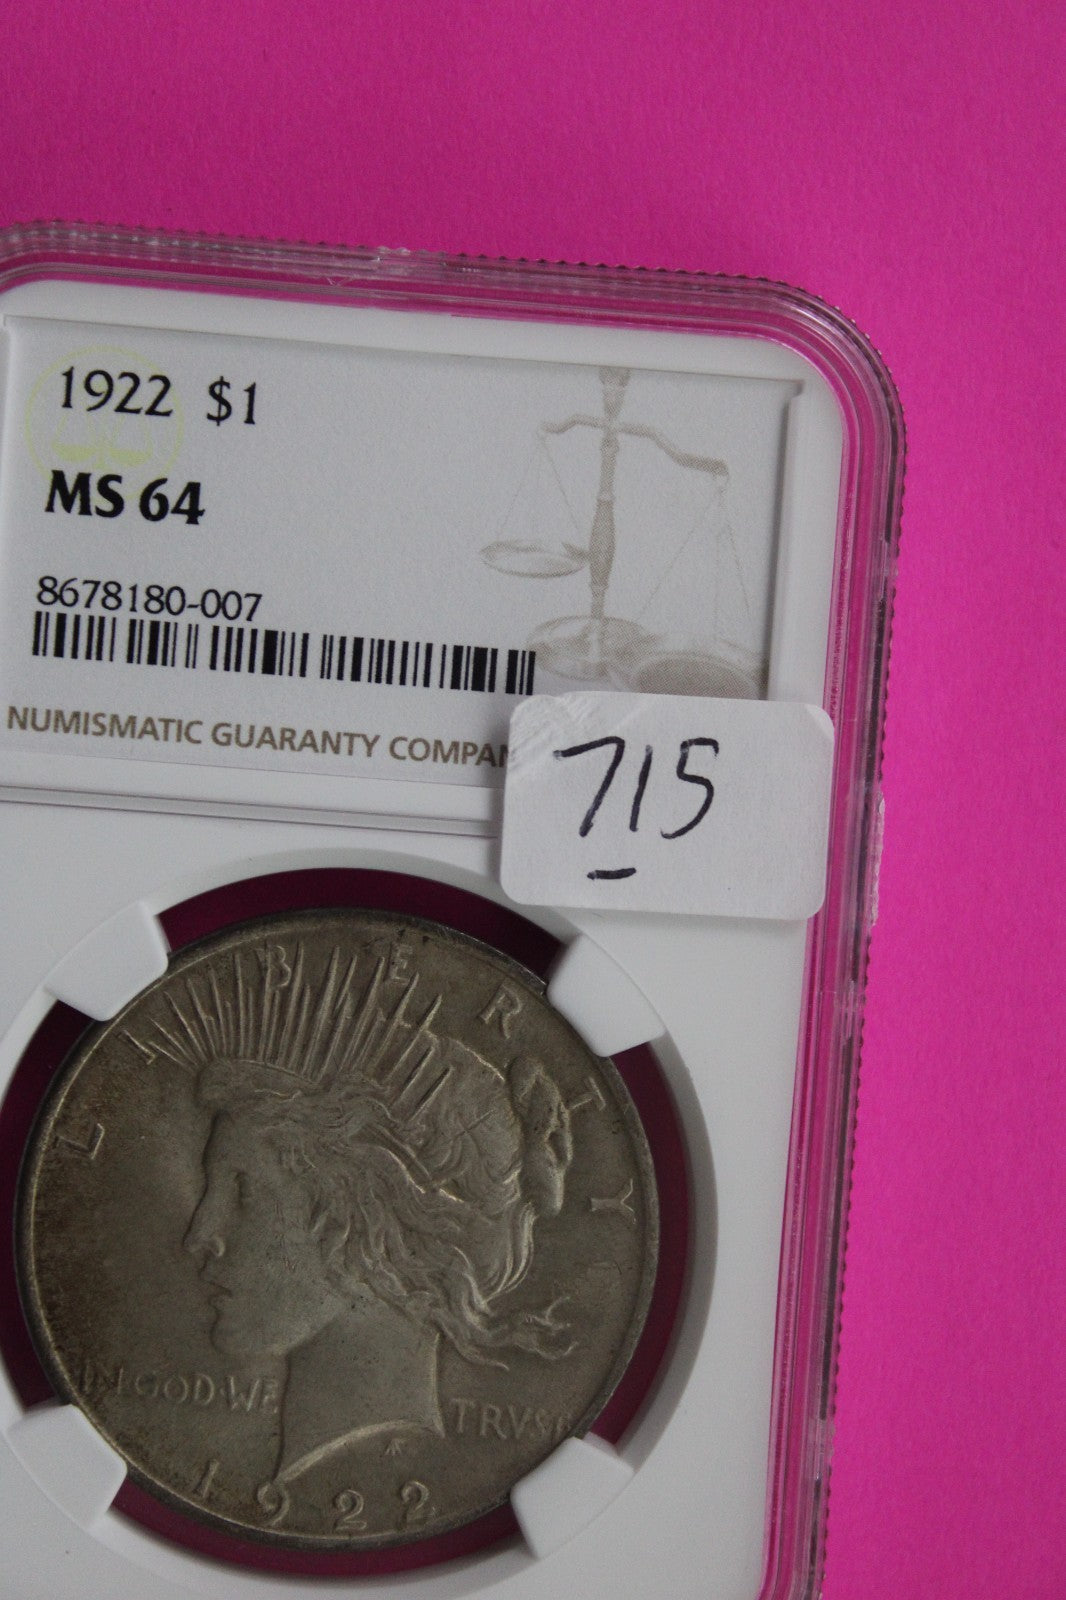 1922 $1
MS 64
8678180-007
NUMISMATIC GUARANTY COMPAN
715
LIBERTY
IN GOD·WE TRVST
1922